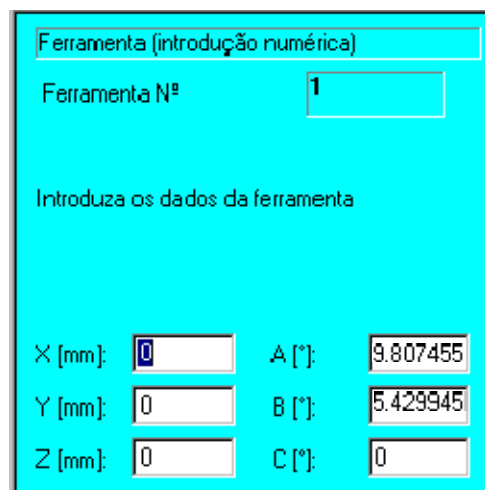 Ferramenta (introdução numérica)
Ferramenta Nº 1
Introduza os dados da ferramenta
X [mm]: 0 A [°]: 9.807455
Y [mm]: 0 B [°]: 5.429945
Z [mm]: 0 C [°]: 0